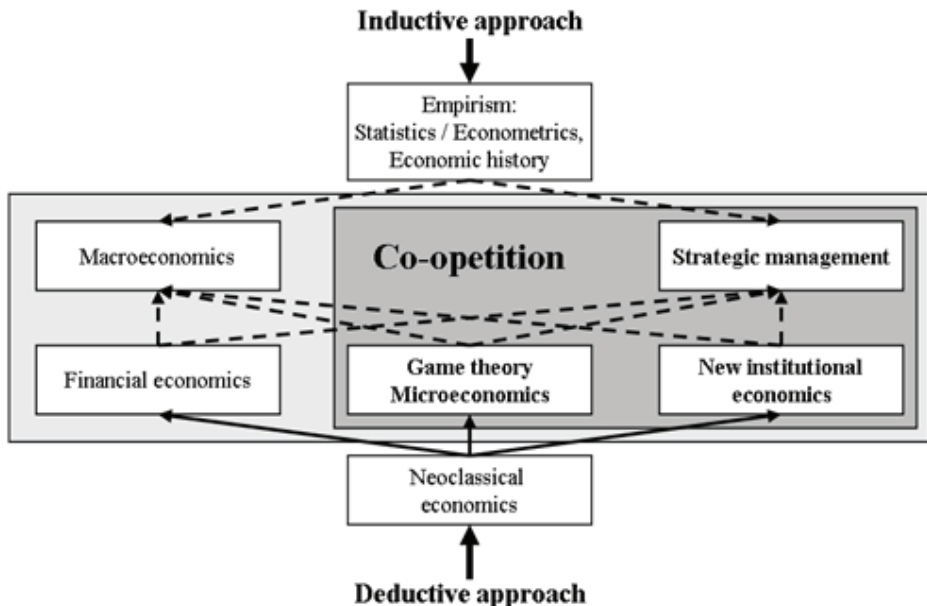 Inductive approach
Empirism:
Statistics / Econometrics,
Economic history
Macroeconomics
Co-opetition
Strategic management
Financial economics
Game theory
Microeconomics
New institutional
economics
Neoclassical
economics
Deductive approach